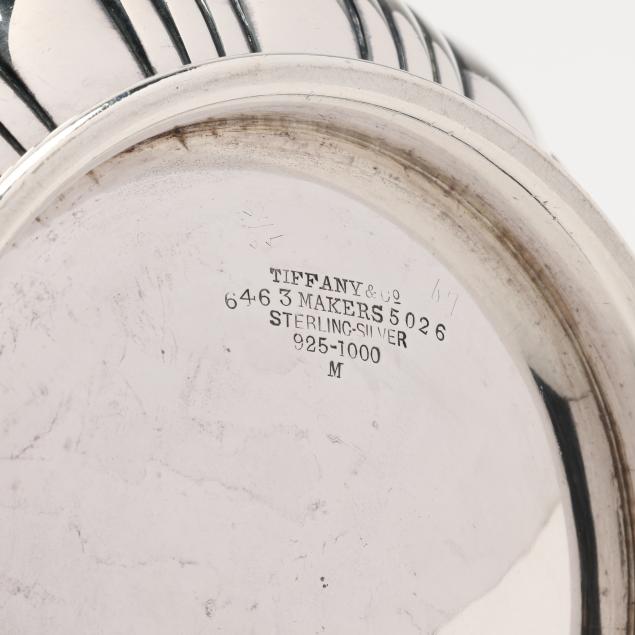 TIFFANY & Co
6463 MAKERS 5026
STERLING-SILVER
925-1000
M